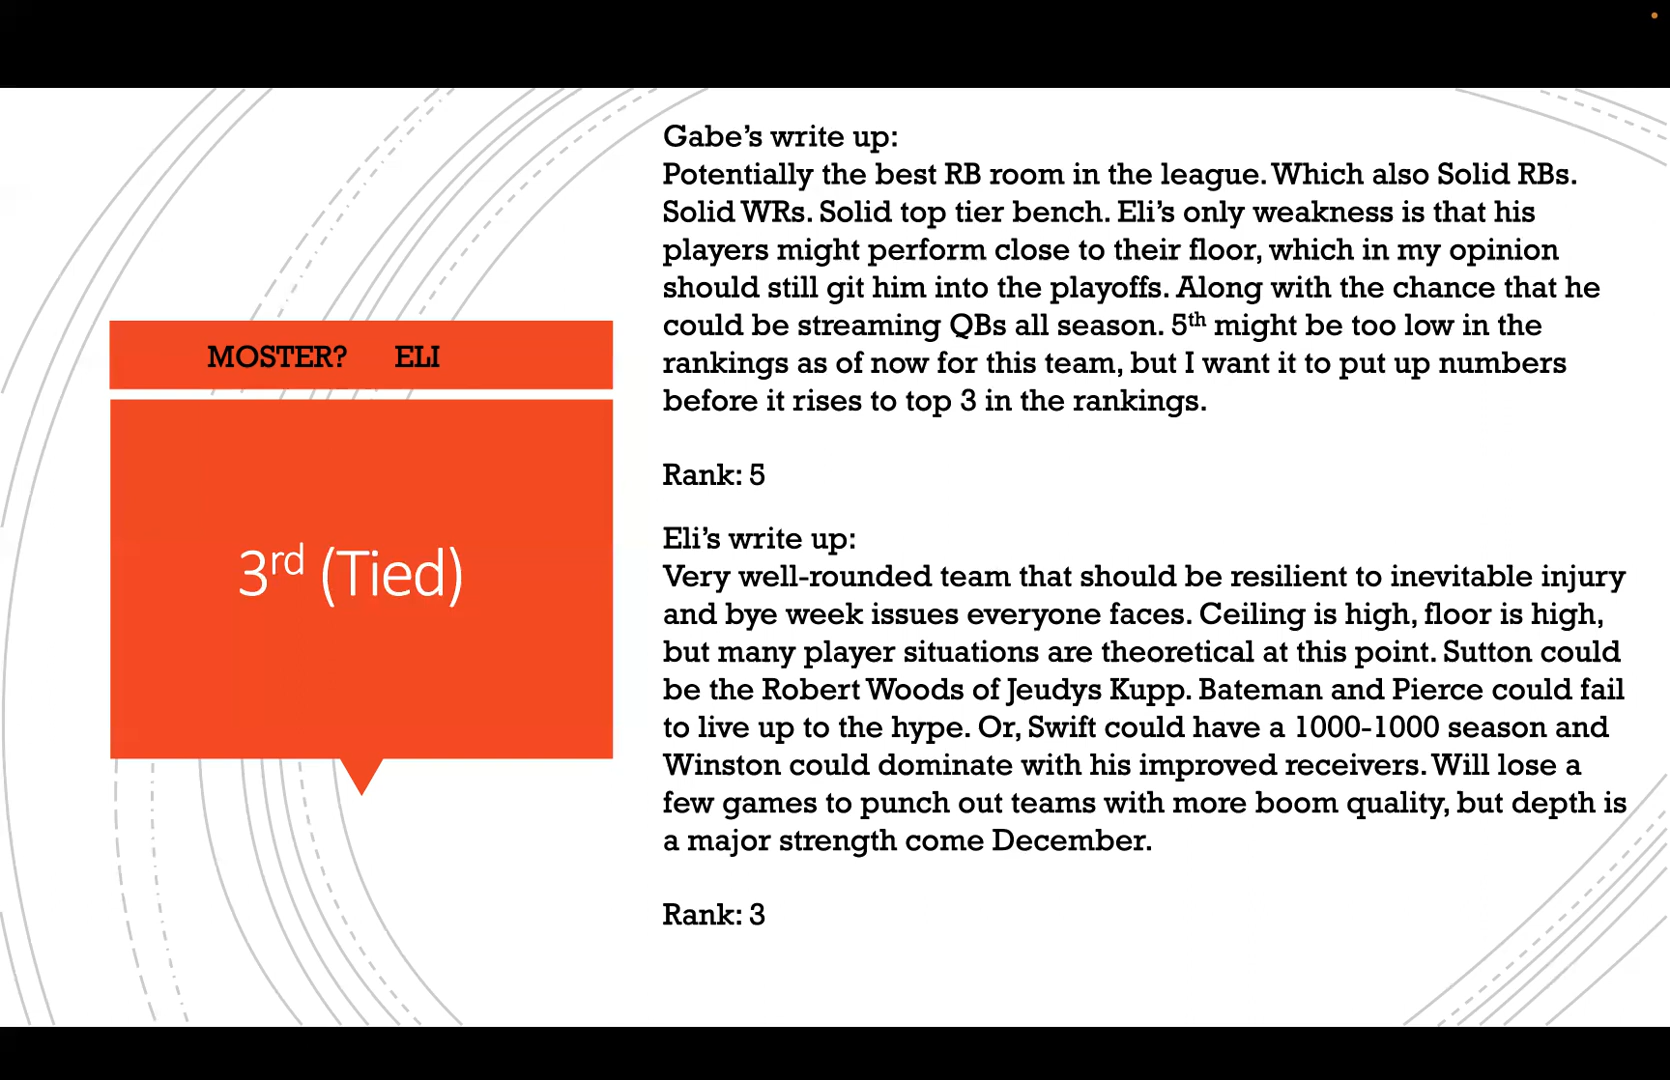 MOSTER? ELI
3rd (Tied)
Gabe’s write up:
Potentially the best RB room in the league. Which also Solid RBs.
Solid WRs. Solid top tier bench. Eli’s only weakness is that his
players might perform close to their floor, which in my opinion
should still git him into the playoffs. Along with the chance that he
could be streaming QBs all season. 5th might be too low in the
rankings as of now for this team, but I want it to put up numbers
before it rises to top 3 in the rankings.
Rank: 5
Eli’s write up:
Very well-rounded team that should be resilient to inevitable injury
and bye week issues everyone faces. Ceiling is high, floor is high,
but many player situations are theoretical at this point. Sutton could
be the Robert Woods of Jeudys Kupp. Bateman and Pierce could fail
to live up to the hype. Or, Swift could have a 1000-1000 season and
Winston could dominate with his improved receivers. Will lose a
few games to punch out teams with more boom quality, but depth is
a major strength come December.
Rank: 3